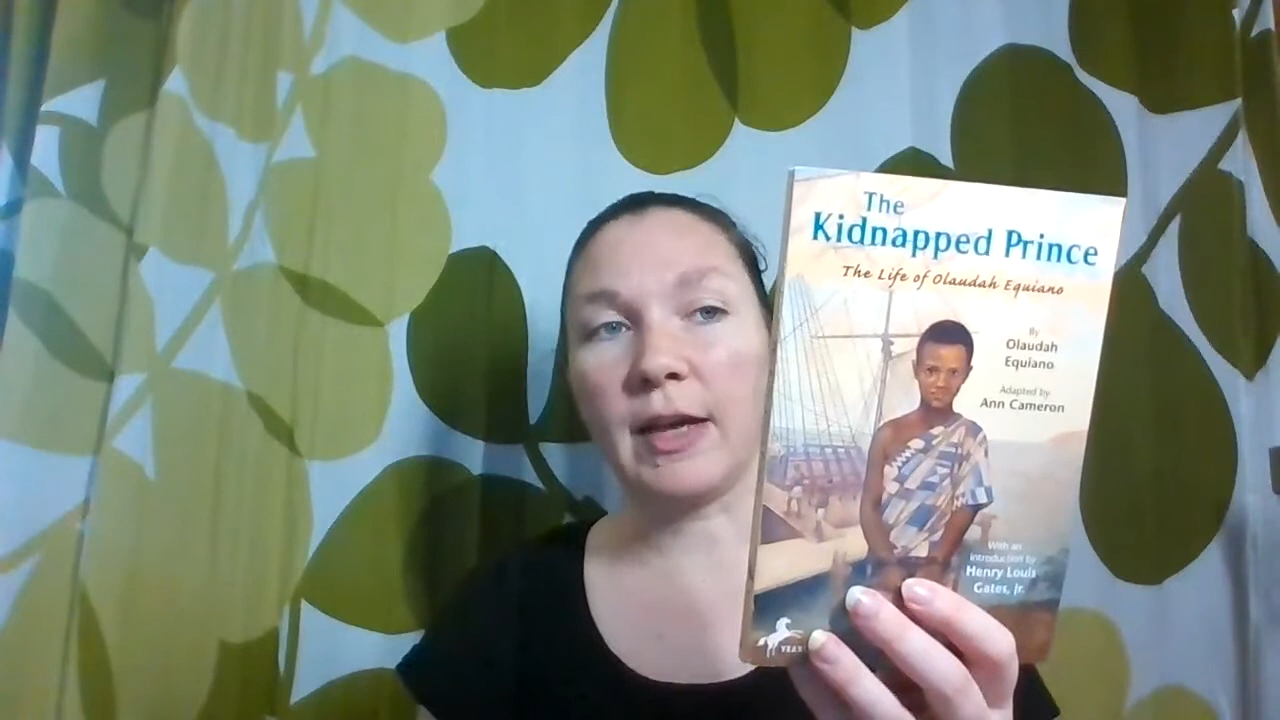 The
Kidnapped Prince
The Life of Olaudah Equiano
By
Olaudah
Equiano
Adapted by
Ann Cameron
With an
introduction by
Henry Louis
Gates, Jr.